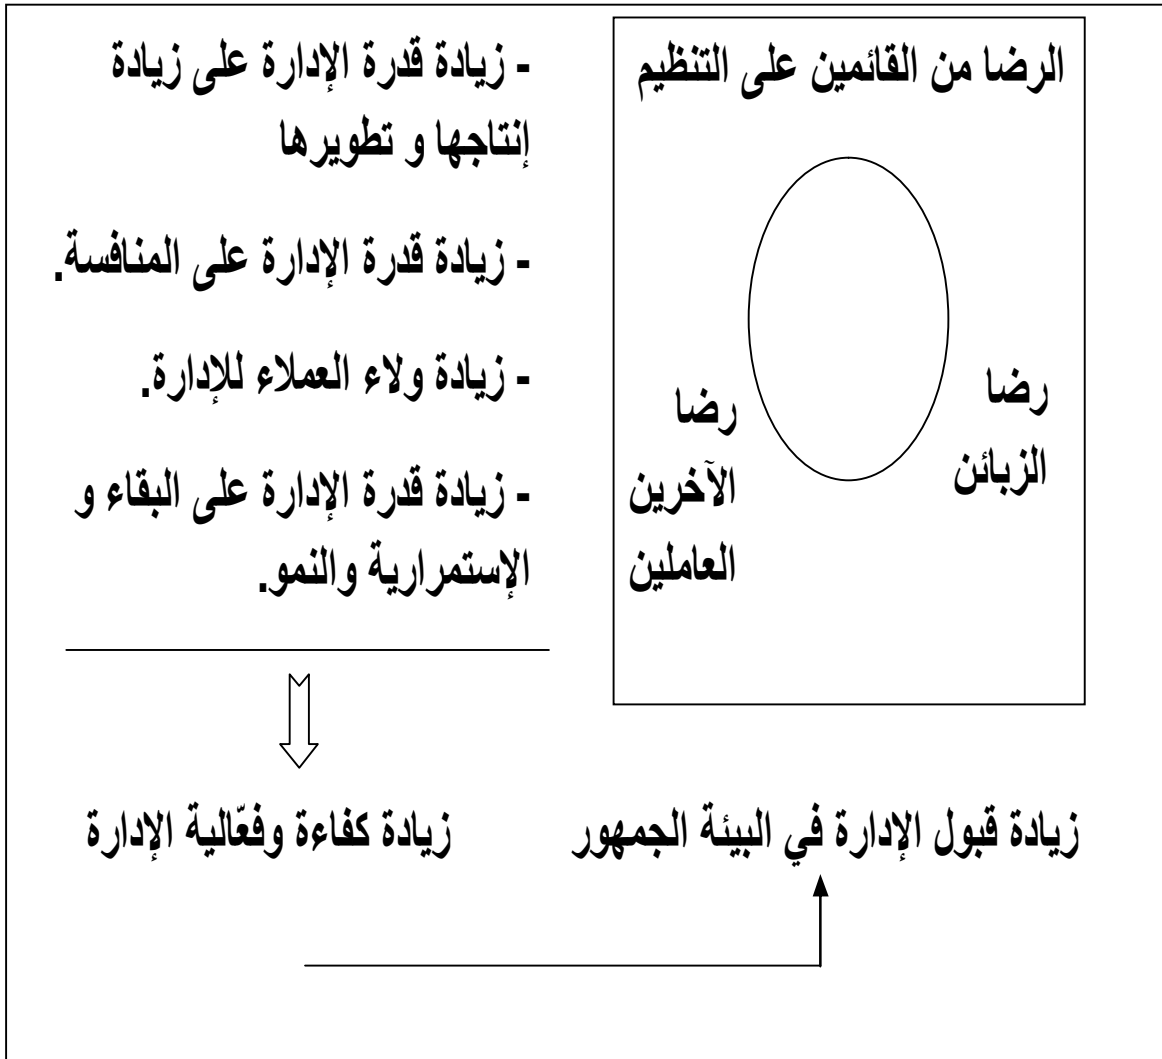 الرضا من القائمين على التنظيم
رضا
الزبائن
رضا
الآخرين
العاملين
- زيادة قدرة الإدارة على زيادة
إنتاجها و تطويرها
- زيادة قدرة الإدارة على المنافسة.
- زيادة ولاء العملاء للإدارة.
- زيادة قدرة الإدارة على البقاء و
الإستمرارية والنمو.
زيادة قبول الإدارة في البيئة الجمهور
زيادة كفاءة وفعّالية الإدارة